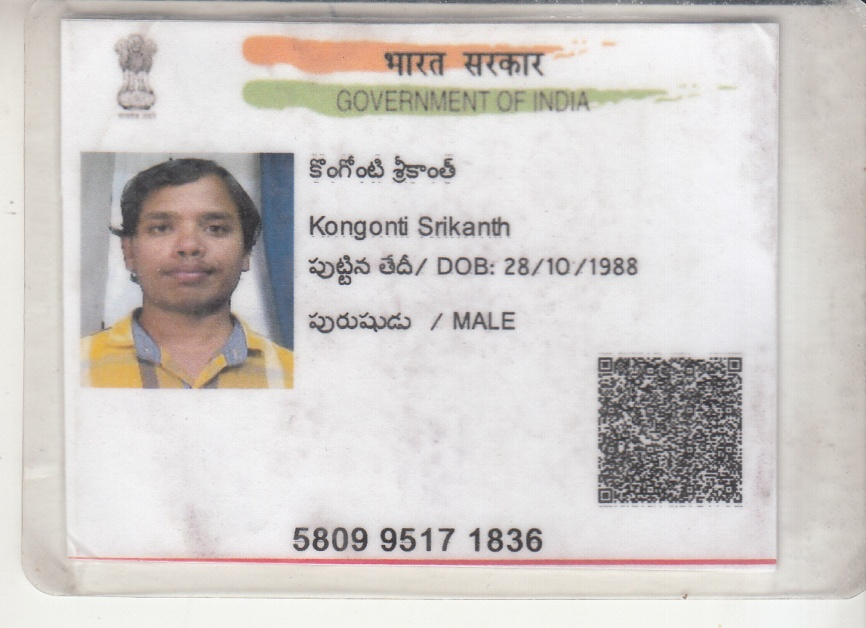 भारत सरकार
GOVERNMENT OF INDIA
కొంగోంటి శ్రీకాంత్
Kongonti Srikanth
పుట్టిన తేదీ/ DOB: 28/10/1988
పురుషుడు / MALE
5809 9517 1836